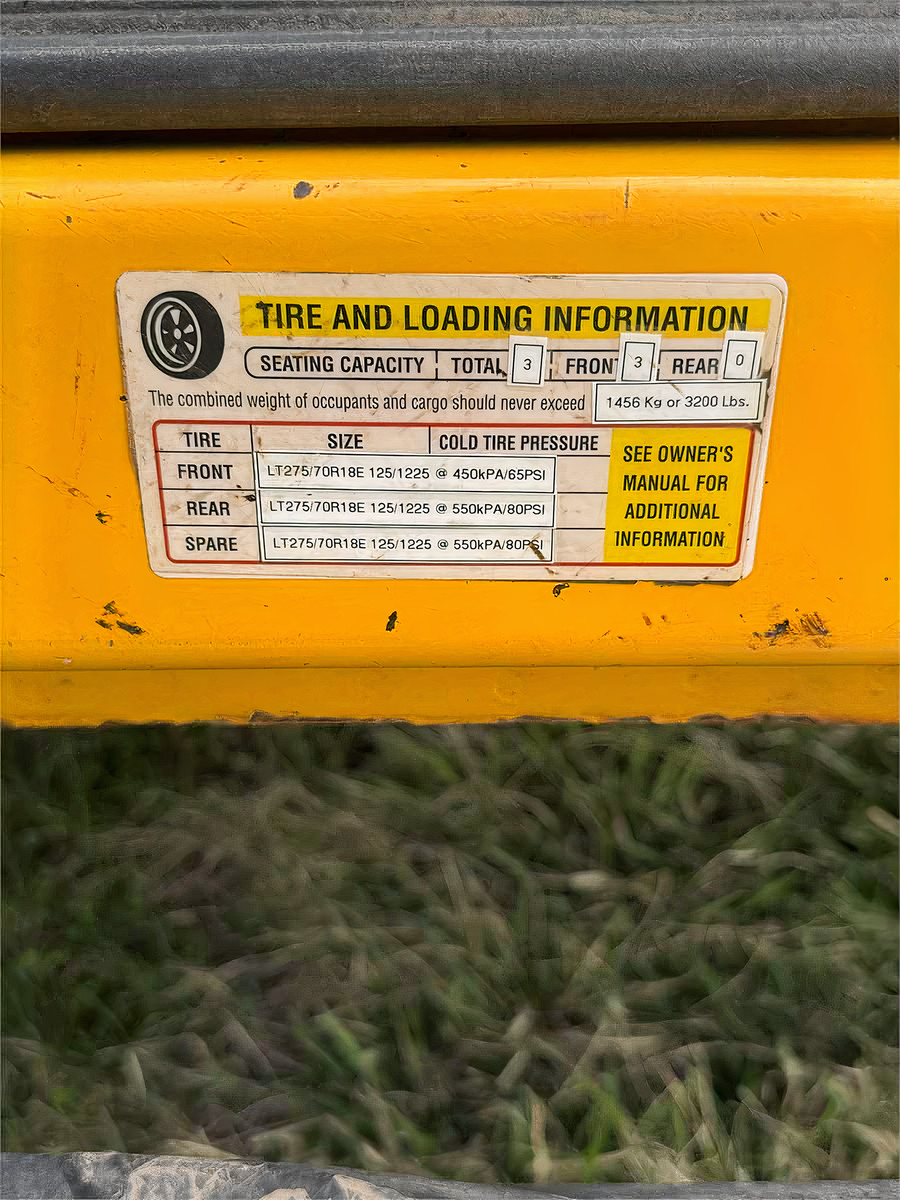 TIRE AND LOADING INFORMATION
SEATING CAPACITY TOTAL 3 FRONT 3 REAR 0
The combined weight of occupants and cargo should never exceed 1456 Kg or 3200 Lbs.
TIRE SIZE COLD TIRE PRESSURE
FRONT LT275/70R18E 125/1225 @ 450kPA/65PSI
REAR LT275/70R18E 125/1225 @ 550kPA/80PSI
SPARE LT275/70R18E 125/1225 @ 550kPA/80PSI
SEE OWNER'S
MANUAL FOR
ADDITIONAL
INFORMATION